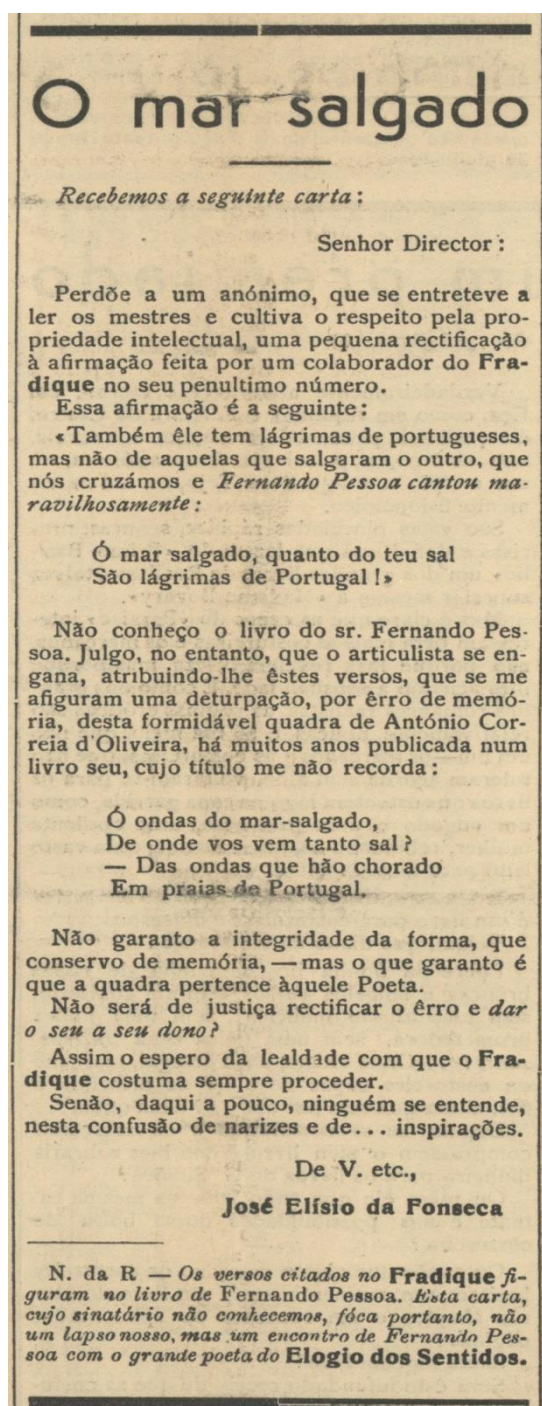 O mar salgado
Recebemos a seguinte carta:
Senhor Director:
Perdõe a um anónimo, que se entreteve a
ler os mestres e cultiva o respeito pela pro-
priedade intelectual, uma pequena rectificação
à afirmação feita por um colaborador do Fra-
dique no seu penultimo número.
Essa afirmação é a seguinte:
«Também êle tem lágrimas de portugueses,
mas não de aquelas que salgaram o outro, que
nós cruzámos e Fernando Pessoa cantou ma-
ravilhosamente:
Ó mar salgado, quanto do teu sal
São lágrimas de Portugal!»
Não conheço o livro do sr. Fernando Pes-
soa. Julgo, no entanto, que o articulista se en-
gana, atribuindo-lhe êstes versos, que se me
afiguram uma deturpação, por êrro de memó-
ria, desta formidável quadra de António Cor-
reia d'Oliveira, há muitos anos publicada num
livro seu, cujo título me não recorda:
Ó ondas do mar-salgado,
De onde vos vem tanto sal?
— Das ondas que hão chorado
Em praias de Portugal.
Não garanto a integridade da forma, que
conservo de memória, — mas o que garanto é
que a quadra pertence àquele Poeta.
Não será de justiça rectificar o êrro e dar
o seu a seu dono?
Assim o espero da lealdade com que o Fra-
dique costuma sempre proceder.
Senão, daqui a pouco, ninguém se entende,
nesta confusão de narizes e de... inspirações.
De V. etc.,
José Elísio da Fonseca
N. da R — Os versos citados no Fradique fi-
guram no livro de Fernando Pessoa. Esta carta,
cujo sinatário não conhecemos, fóca portanto, não
um lapso nosso, mas um encontro de Fernando Pes-
soa com o grande poeta do Elogio dos Sentidos.